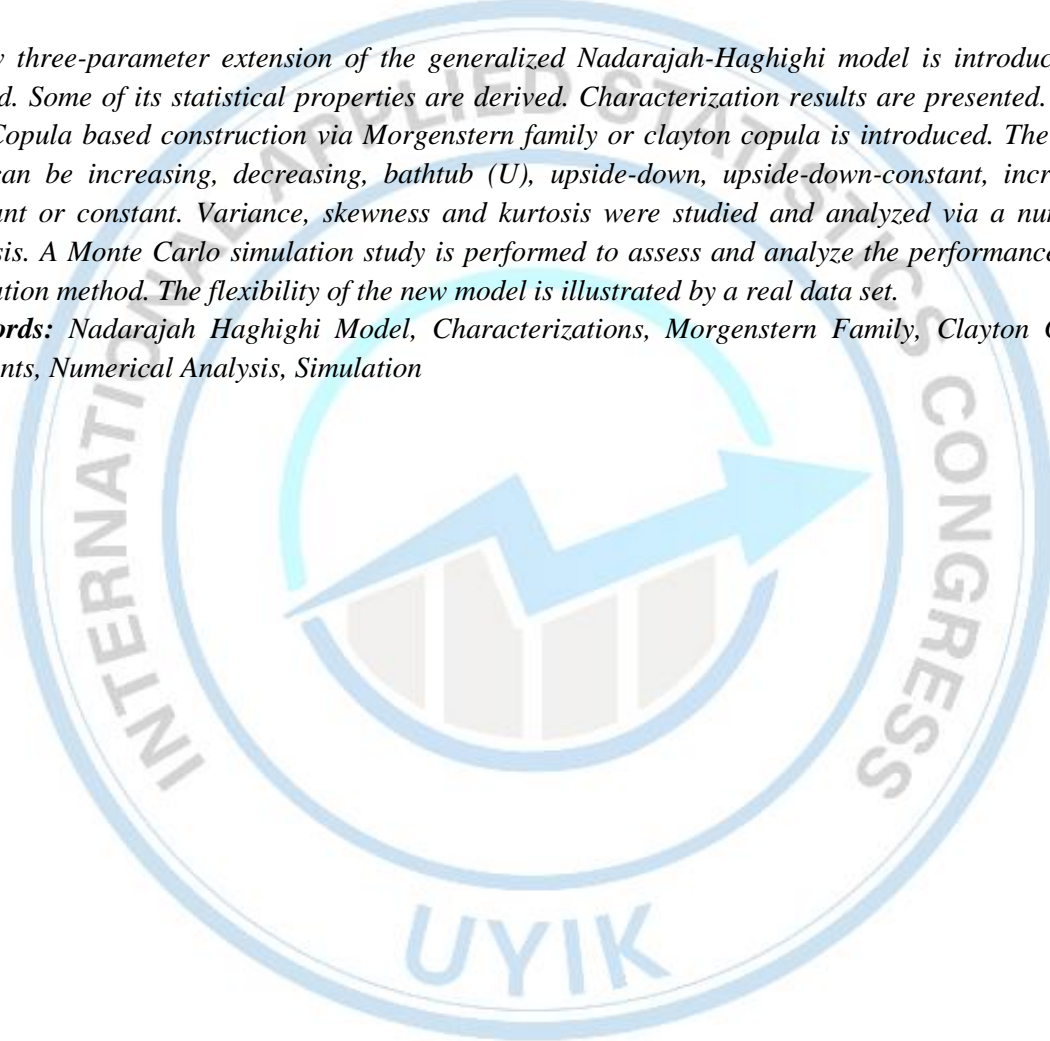 y three-parameter extension of the generalized Nadarajah-Haghighi model is introduc
d. Some of its statistical properties are derived. Characterization results are presented.
Copula based construction via Morgenstern family or clayton copula is introduced. The
can be increasing, decreasing, bathtub (U), upside-down, upside-down-constant, incr
nt or constant. Variance, skewness and kurtosis were studied and analyzed via a nu
sis. A Monte Carlo simulation study is performed to assess and analyze the performance
ation method. The flexibility of the new model is illustrated by a real data set.
ords: Nadarajah Haghighi Model, Characterizations, Morgenstern Family, Clayton C
nts, Numerical Analysis, Simulation
INTERNATIONAL APPLIED STATISTICS CONGRESS
UYIK